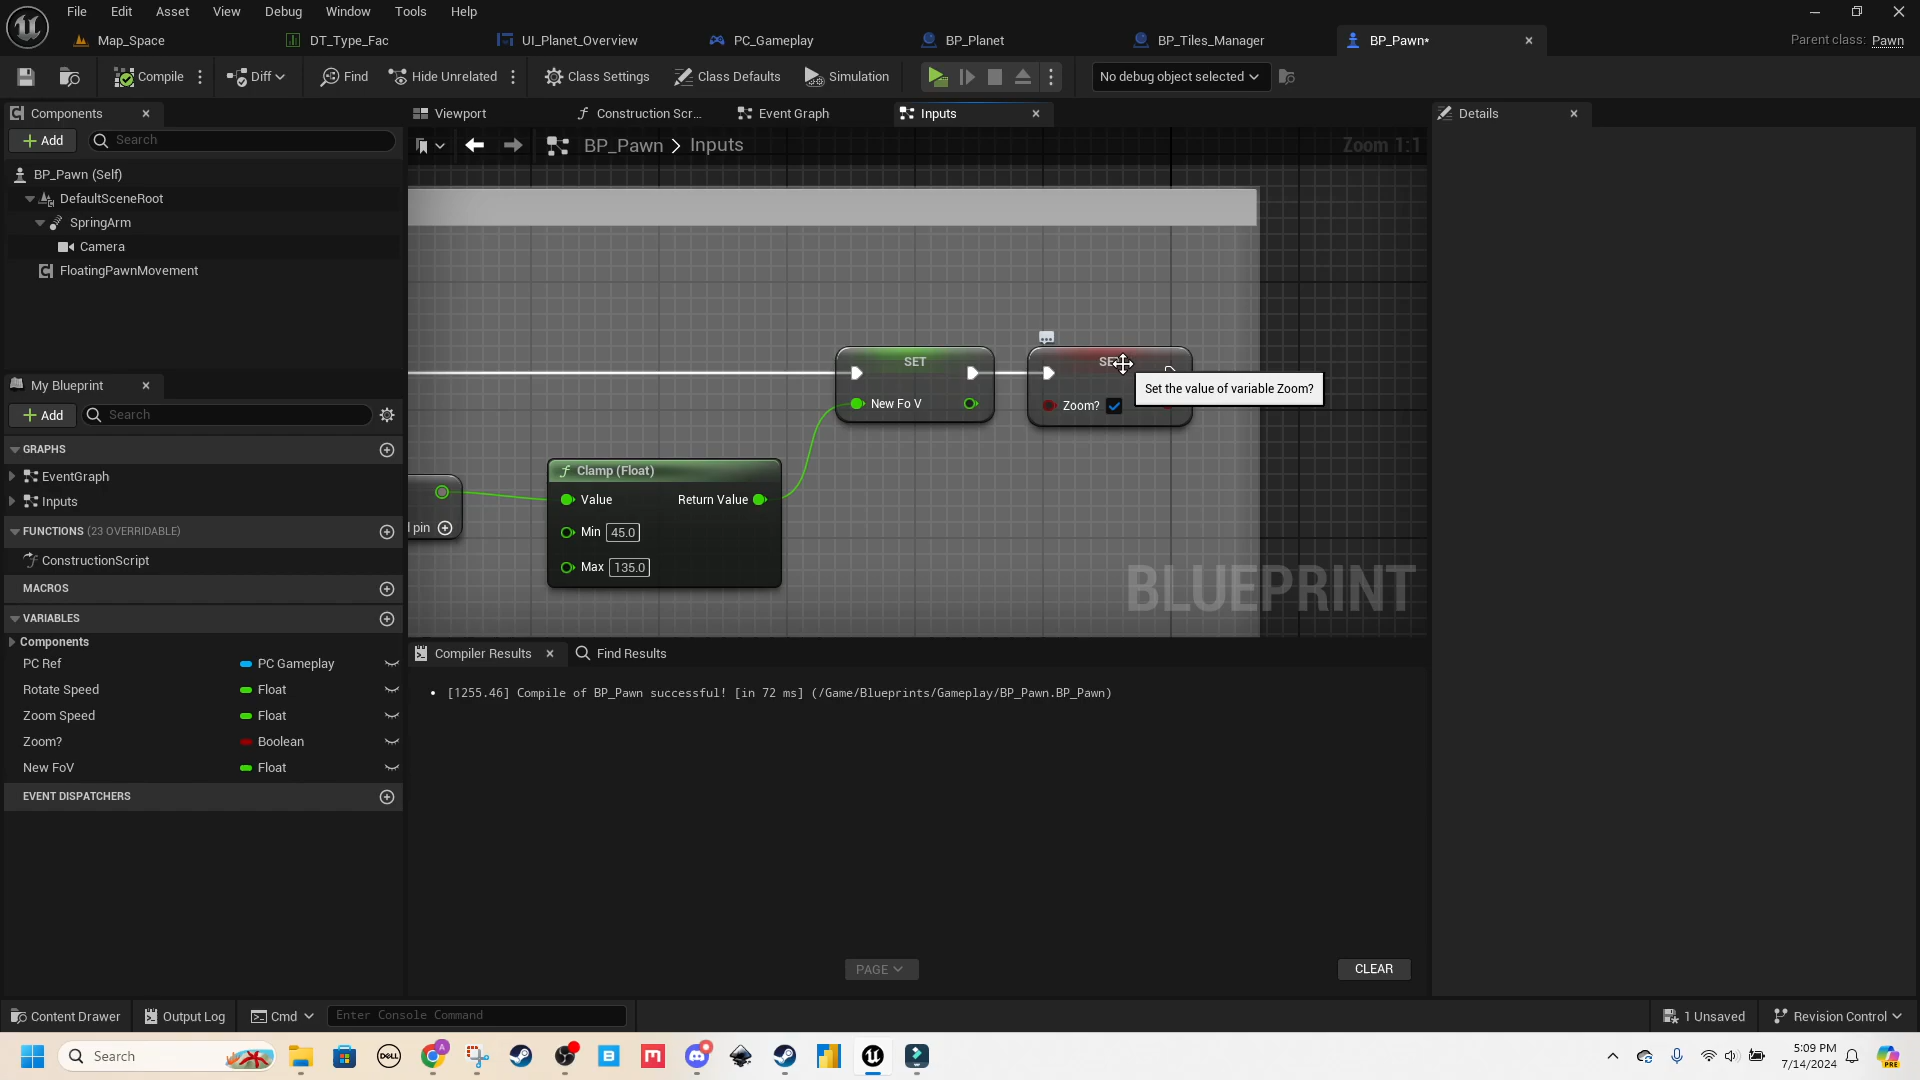 File Edit Asset View Debug Window Tools Help
Map_Space DT_Type_Fac UI_Planet_Overview PC_Gameplay BP_Planet BP_Tiles_Manager BP_Pawn* Parent class: Pawn
Compile Diff Find Hide Unrelated Class Settings Class Defaults Simulation No debug object selected
Components Viewport Construction Scr... Event Graph Inputs Details
Add Search
BP_Pawn > Inputs Zoom 1:1
BP_Pawn (Self)
DefaultSceneRoot
SpringArm
Camera
FloatingPawnMovement
SET
New Fo V
Zoom?
Set the value of variable Zoom?
Clamp (Float)
Value Return Value
Min 45.0
Max 135.0
pin
BLUEPRINT
My Blueprint
Add Search
GRAPHS
EventGraph
Inputs
FUNCTIONS (23 OVERRIDABLE)
ConstructionScript
MACROS
VARIABLES
Components
PC Ref PC Gameplay
Rotate Speed Float
Zoom Speed Float
Zoom? Boolean
New FoV Float
EVENT DISPATCHERS
Compiler Results Find Results
• [1255.46] Compile of BP_Pawn successful! [in 72 ms] (/Game/Blueprints/Gameplay/BP_Pawn.BP_Pawn)
PAGE CLEAR
Content Drawer Output Log Cmd Enter Console Command 1 Unsaved Revision Control
Search
DELL
5:09 PM
7/14/2024